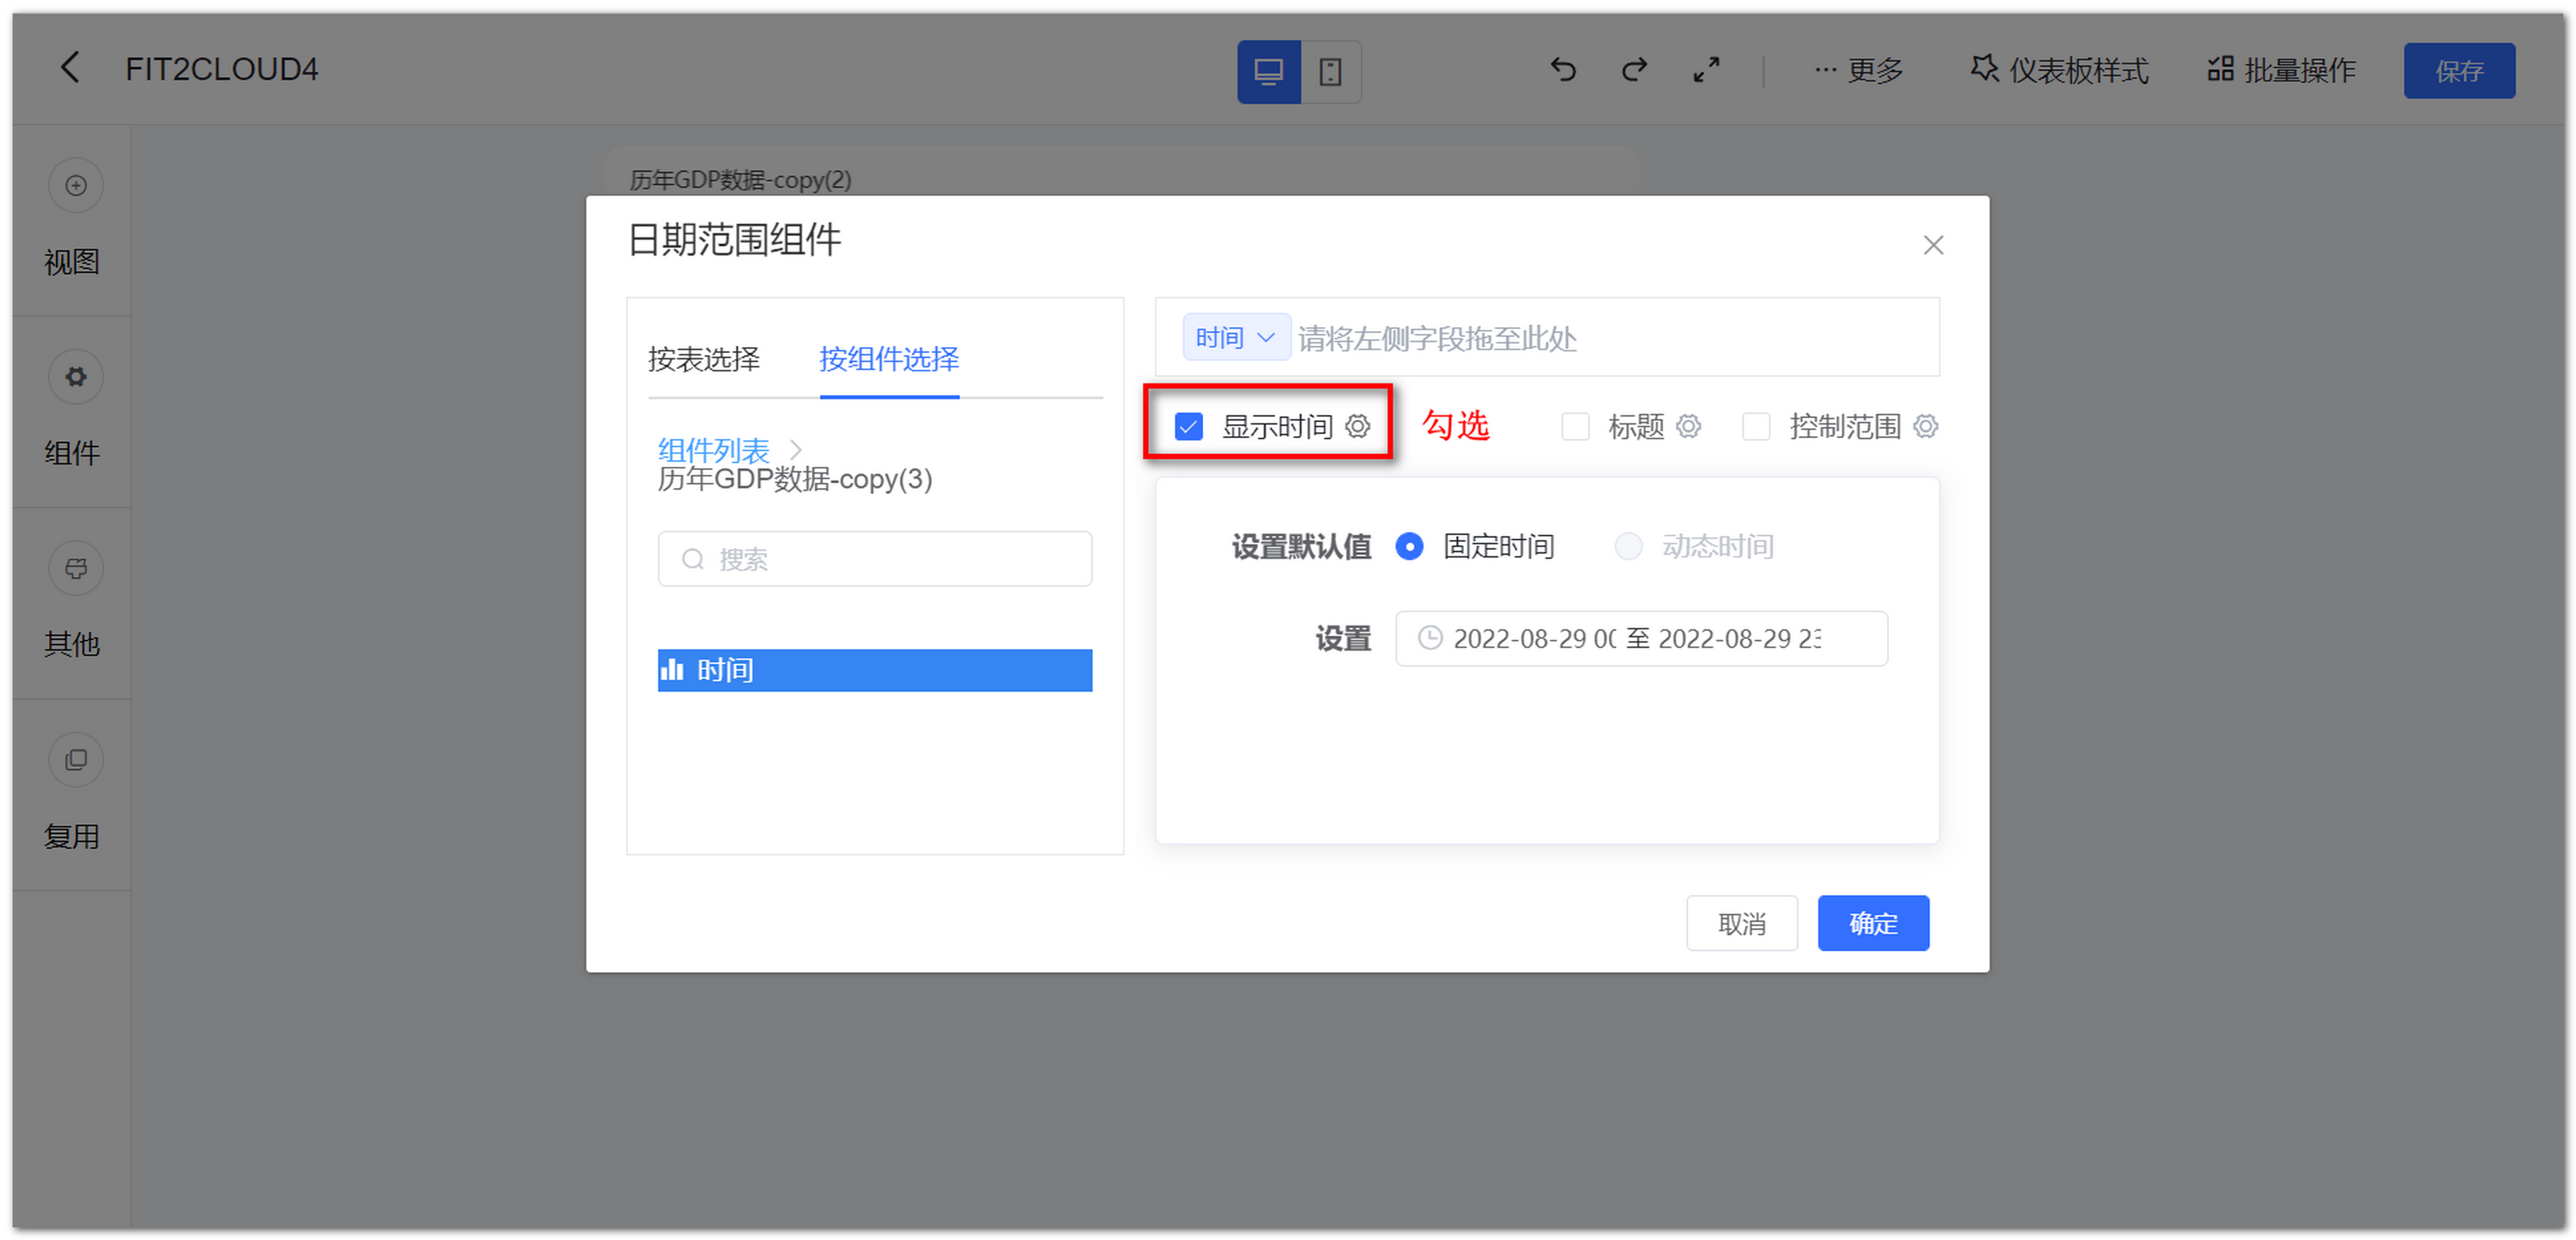 FIT2CLOUD4
更多
仪表板样式
批量操作
保存
视图
组件
其他
复用
历年GDP数据-copy(2)
日期范围组件
按表选择 按组件选择
组件列表
历年GDP数据-copy(3)
搜索
时间
时间 请将左侧字段拖至此处
显示时间 勾选 标题 控制范围
设置默认值 固定时间 动态时间
设置 2022-08-29 00 至 2022-08-29 23
取消 确定